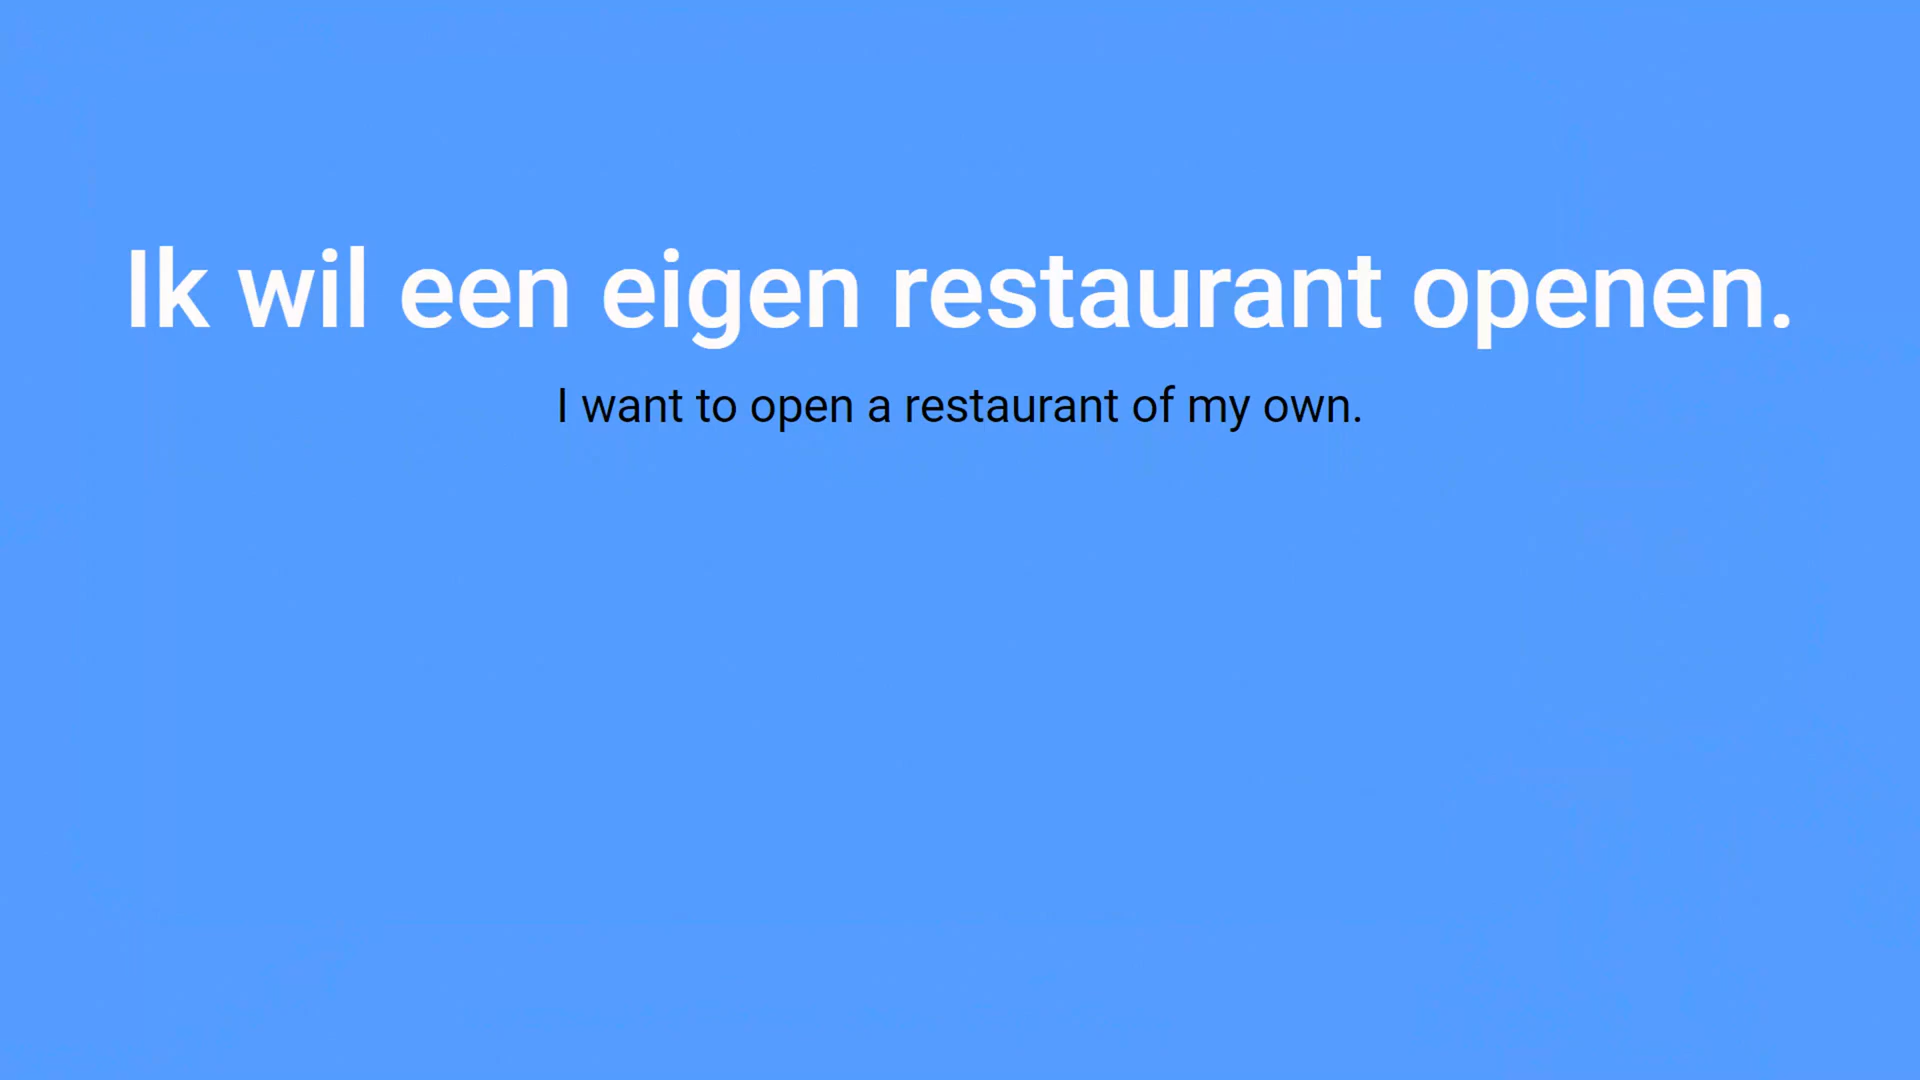 Ik wil een eigen restaurant openen.
I want to open a restaurant of my own.